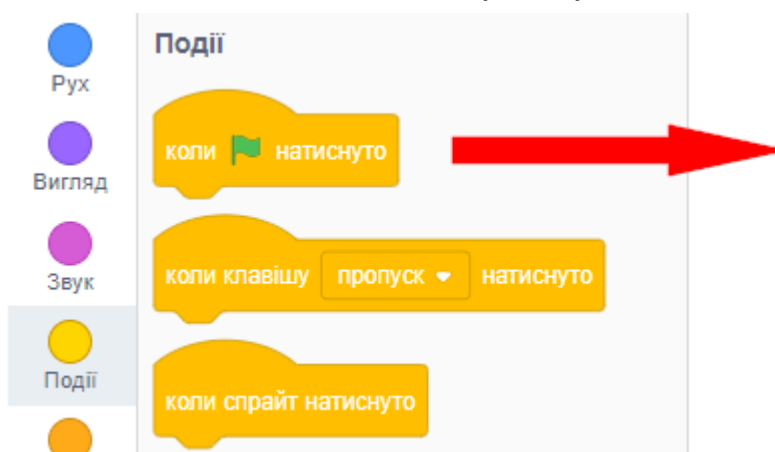 Події
Рух
коли натиснуто
Вигляд
Звук
коли клавішу пропуск натиснуто
Події
коли спрайт натиснуто